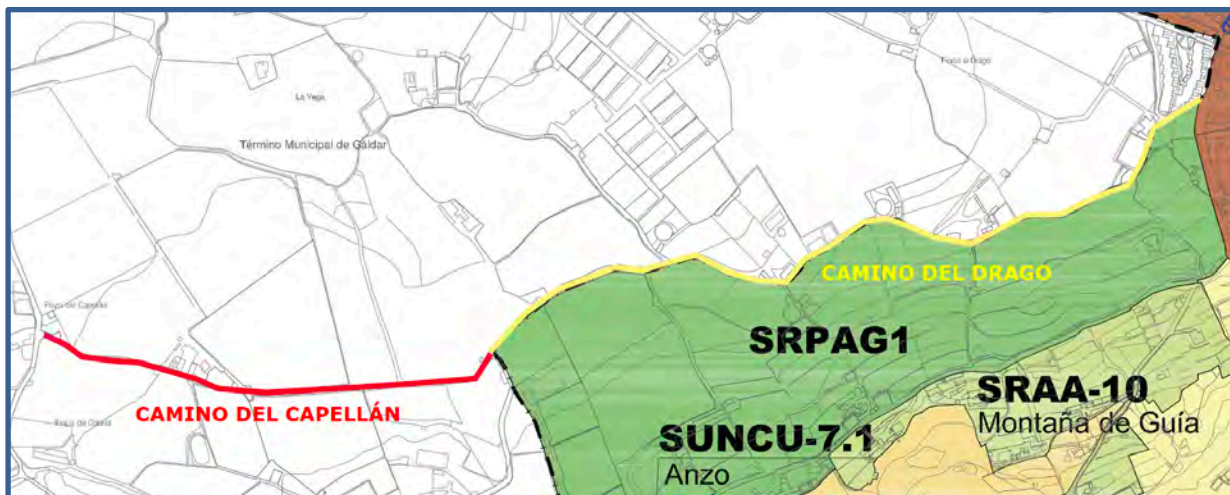 La Vega
Finca el Drago
Término Municipal de Gáldar
CAMINO DEL DRAGO
Pozo del Capellán
SRPAG1
SRAA-10
Montaña de Guía
CAMINO DEL CAPELLÁN
SUNCU-7.1
Anzo